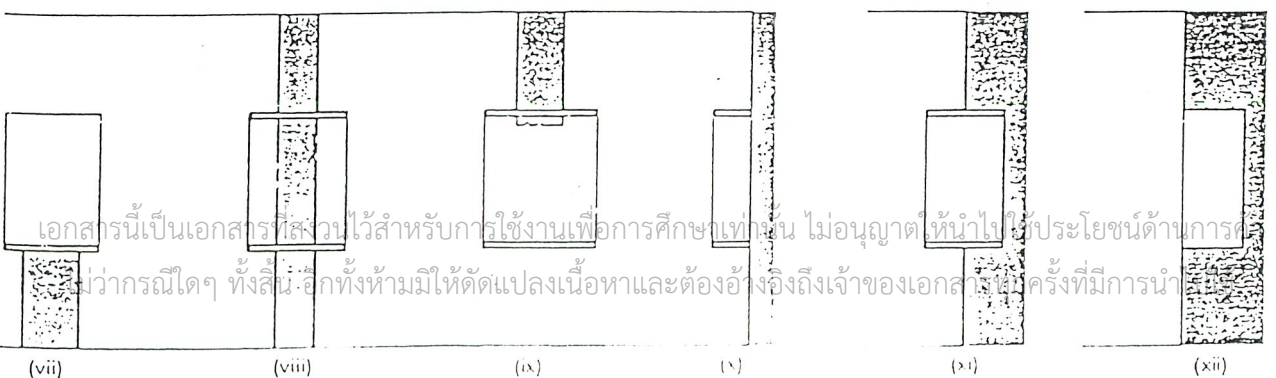 เอกสารนี้เป็นเอกสารที่สงวนไว้สำหรับการใช้งานเพื่อการศึกษาเท่านั้น ไม่อนุญาตให้นำไปใช้ประโยชน์ด้านการค้า
ไม่ว่ากรณีใดๆ ทั้งสิ้น อีกทั้งห้ามมิให้ดัดแปลงเนื้อหาและต้องอ้างอิงถึงเจ้าของเอกสารทุกครั้งที่มีการนำไปใช้
(vii) (viii) (ix) (x) (xi) (xii)